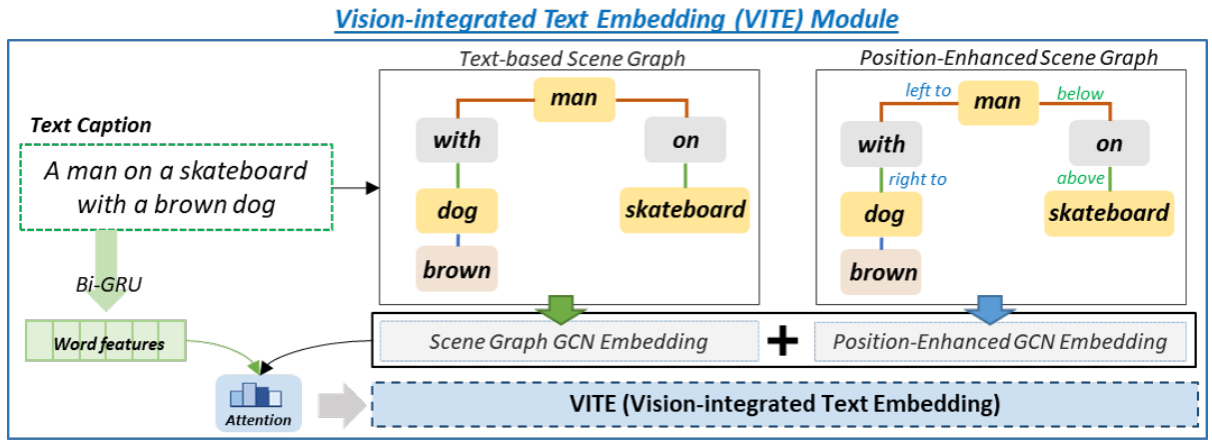 Vision-integrated Text Embedding (VITE) Module
Text-based Scene Graph
man
with
on
dog
skateboard
brown
Position-Enhanced Scene Graph
left to
man
below
with
on
right to
above
dog
skateboard
brown
Text Caption
A man on a skateboard
with a brown dog
Bi-GRU
Word features
Scene Graph GCN Embedding
+
Position-Enhanced GCN Embedding
Attention
VITE (Vision-integrated Text Embedding)